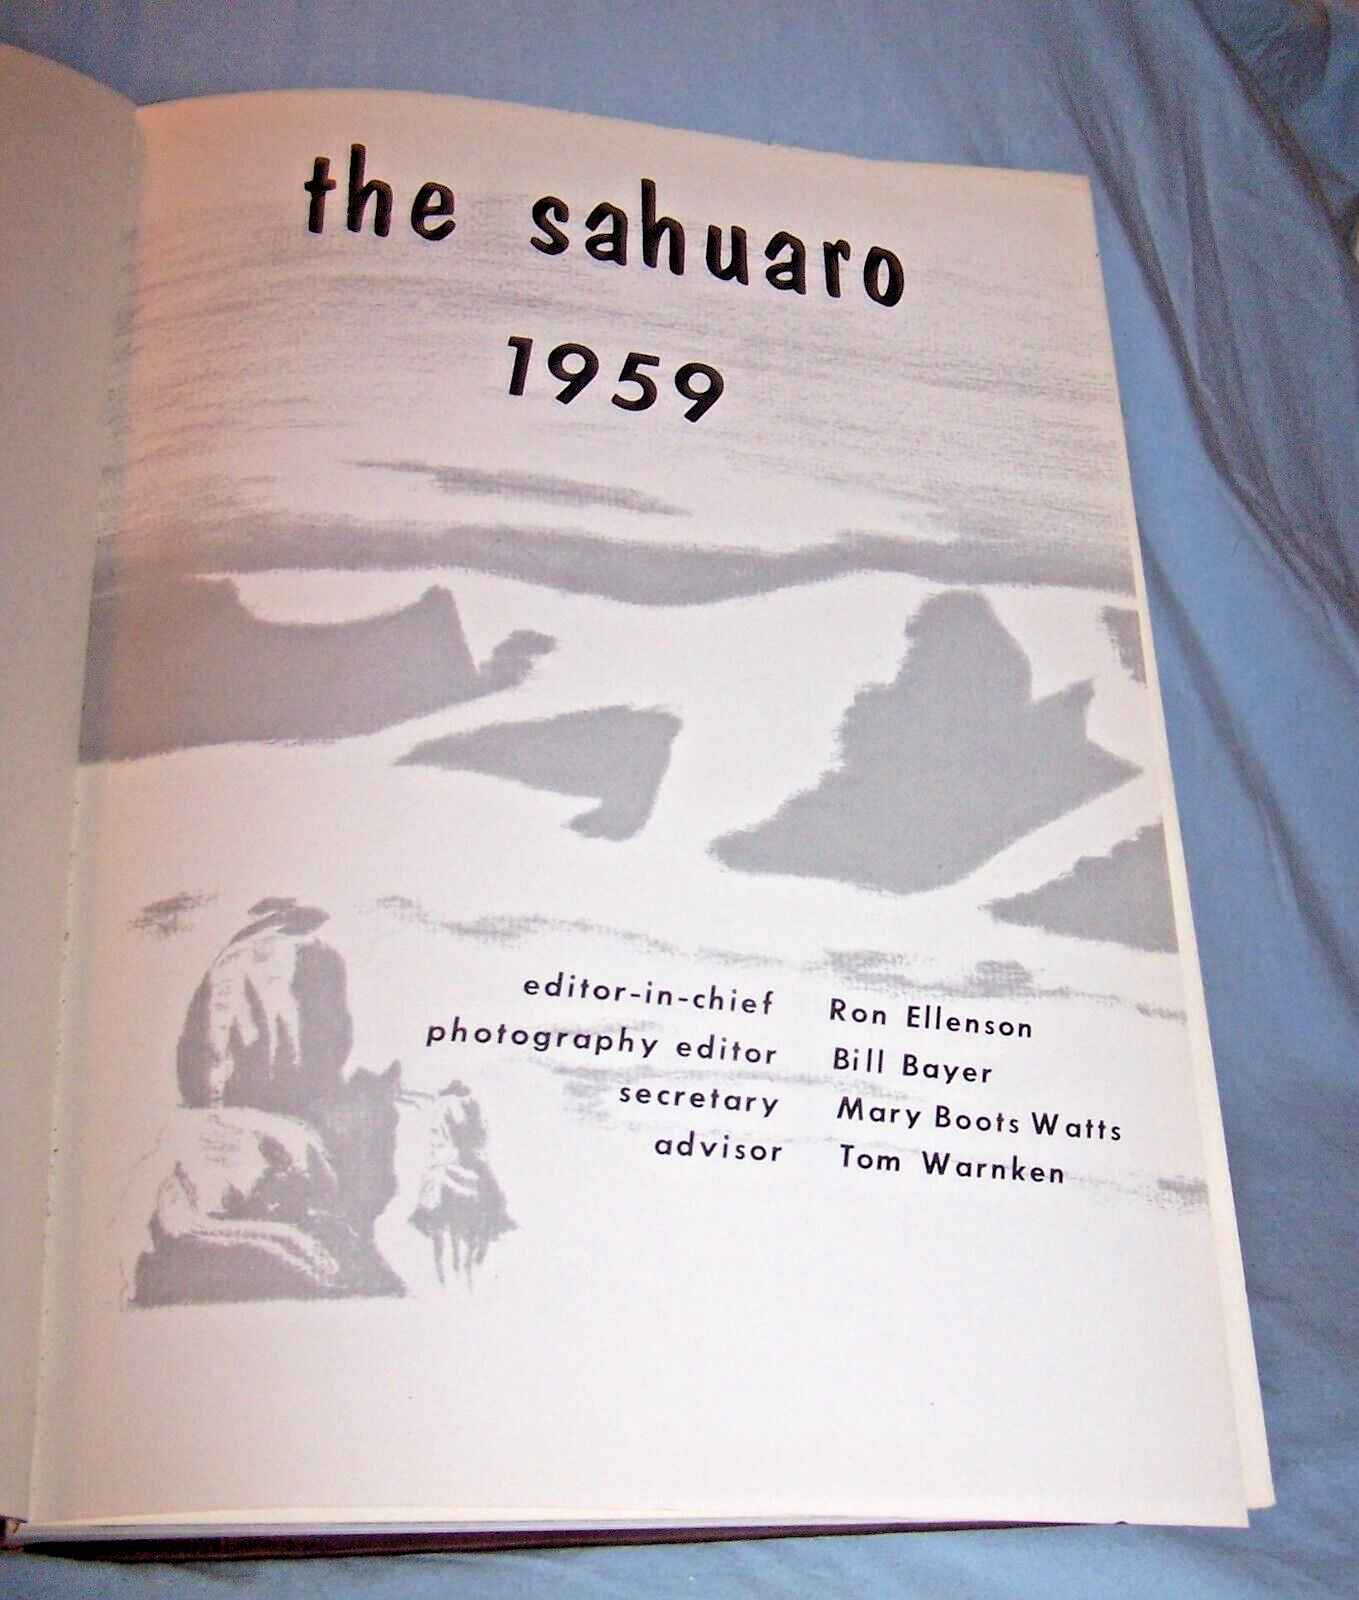 the sahuaro
1959
editor-in-chief Ron Ellenson
photography editor Bill Bayer
secretary Mary Boots Watts
advisor Tom Warnken